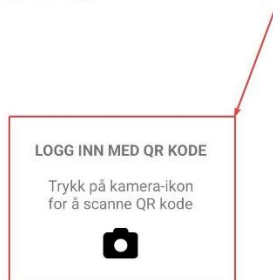 LOGG INN MED QR KODE
Trykk på kamera-ikon
for å scanne QR kode